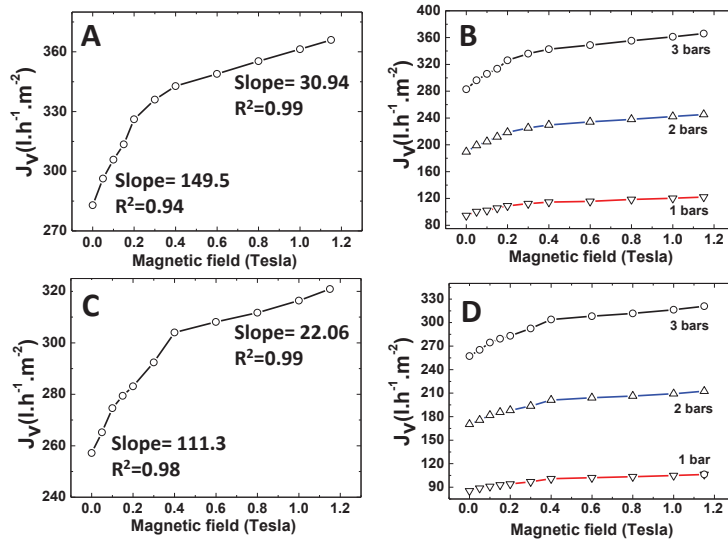 A
J_V(l.h⁻¹.m⁻²)
360
330
300
270
Slope= 30.94
R²=0.99
Slope= 149.5
R²=0.94
0.0 0.2 0.4 0.6 0.8 1.0 1.2
Magnetic field (Tesla)
B
J_V(l.h⁻¹.m⁻²)
400
360
320
280
240
200
160
120
80
3 bars
2 bars
1 bars
0.0 0.2 0.4 0.6 0.8 1.0 1.2
Magnetic field (Tesla)
C
J_V(l.h⁻¹.m⁻²)
320
300
280
260
240
Slope= 22.06
R²=0.99
Slope= 111.3
R²=0.98
0.0 0.2 0.4 0.6 0.8 1.0 1.2
Magnetic field (Tesla)
D
J_V(l.h⁻¹.m⁻²)
330
300
270
240
210
180
150
120
90
3 bars
2 bars
1 bar
0.0 0.2 0.4 0.6 0.8 1.0 1.2
Magnetic field (Tesla)